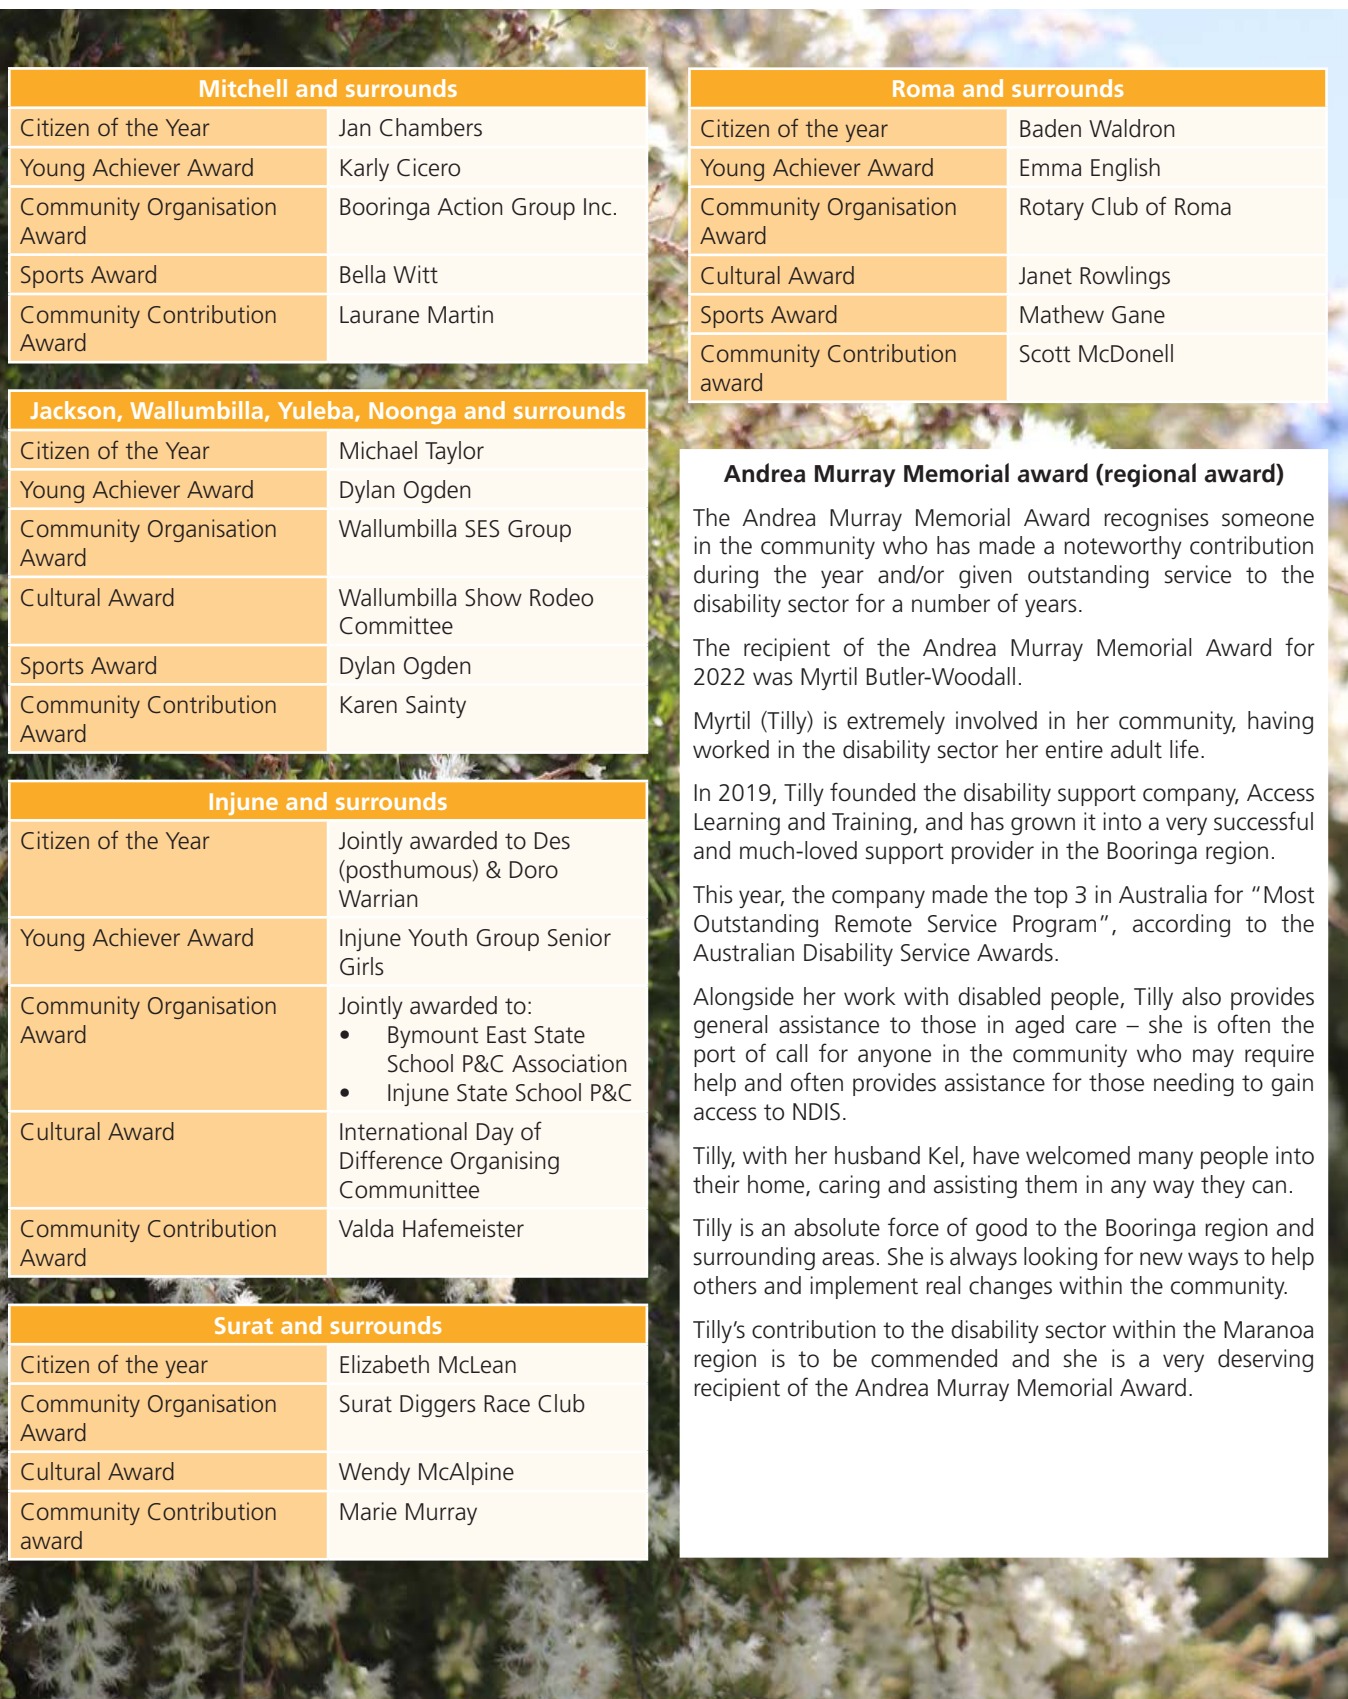 Mitchell and surrounds
Citizen of the Year Jan Chambers
Young Achiever Award Karly Cicero
Community Organisation Booringa Action Group Inc.
Award
Sports Award Bella Witt
Community Contribution Laurane Martin
Award
Jackson, Wallumbilla, Yuleba, Noonga and surrounds
Citizen of the Year Michael Taylor
Young Achiever Award Dylan Ogden
Community Organisation Wallumbilla SES Group
Award
Cultural Award Wallumbilla Show Rodeo
Committee
Sports Award Dylan Ogden
Community Contribution Karen Sainty
Award
Injune and surrounds
Citizen of the Year Jointly awarded to Des
(posthumous) & Doro
Warrian
Young Achiever Award Injune Youth Group Senior
Girls
Community Organisation Jointly awarded to:
Award • Bymount East State
School P&C Association
• Injune State School P&C
Cultural Award International Day of
Difference Organising
Communittee
Community Contribution Valda Hafemeister
Award
Surat and surrounds
Citizen of the year Elizabeth McLean
Community Organisation Surat Diggers Race Club
Award
Cultural Award Wendy McAlpine
Community Contribution Marie Murray
award
Roma and surrounds
Citizen of the year Baden Waldron
Young Achiever Award Emma English
Community Organisation Rotary Club of Roma
Award
Cultural Award Janet Rowlings
Sports Award Mathew Gane
Community Contribution Scott McDonell
award
Andrea Murray Memorial award (regional award)
The Andrea Murray Memorial Award recognises someone
in the community who has made a noteworthy contribution
during the year and/or given outstanding service to the
disability sector for a number of years.
The recipient of the Andrea Murray Memorial Award for
2022 was Myrtil Butler-Woodall.
Myrtil (Tilly) is extremely involved in her community, having
worked in the disability sector her entire adult life.
In 2019, Tilly founded the disability support company, Access
Learning and Training, and has grown it into a very successful
and much-loved support provider in the Booringa region.
This year, the company made the top 3 in Australia for “Most
Outstanding Remote Service Program”, according to the
Australian Disability Service Awards.
Alongside her work with disabled people, Tilly also provides
general assistance to those in aged care – she is often the
port of call for anyone in the community who may require
help and often provides assistance for those needing to gain
access to NDIS.
Tilly, with her husband Kel, have welcomed many people into
their home, caring and assisting them in any way they can.
Tilly is an absolute force of good to the Booringa region and
surrounding areas. She is always looking for new ways to help
others and implement real changes within the community.
Tilly’s contribution to the disability sector within the Maranoa
region is to be commended and she is a very deserving
recipient of the Andrea Murray Memorial Award.